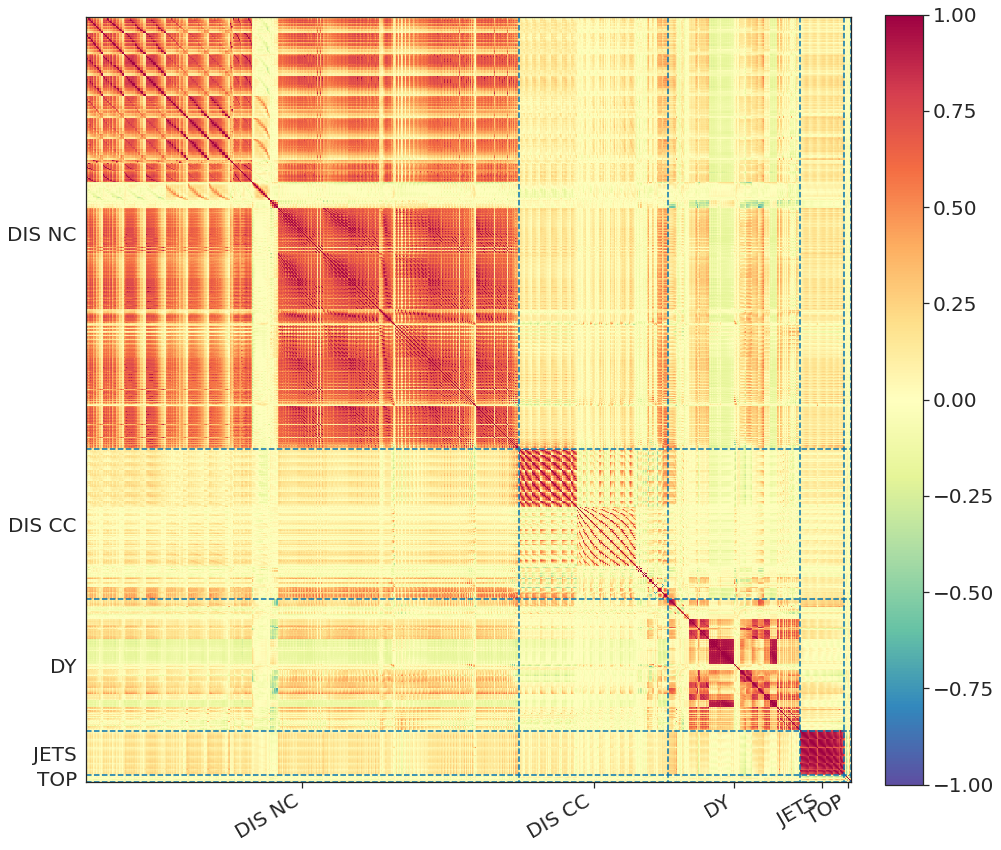 DIS NC
DIS CC
DY
JETS
TOP
DIS NC
DIS CC
DY
JETS
TOP
1.00
0.75
0.50
0.25
0.00
−0.25
−0.50
−0.75
−1.00